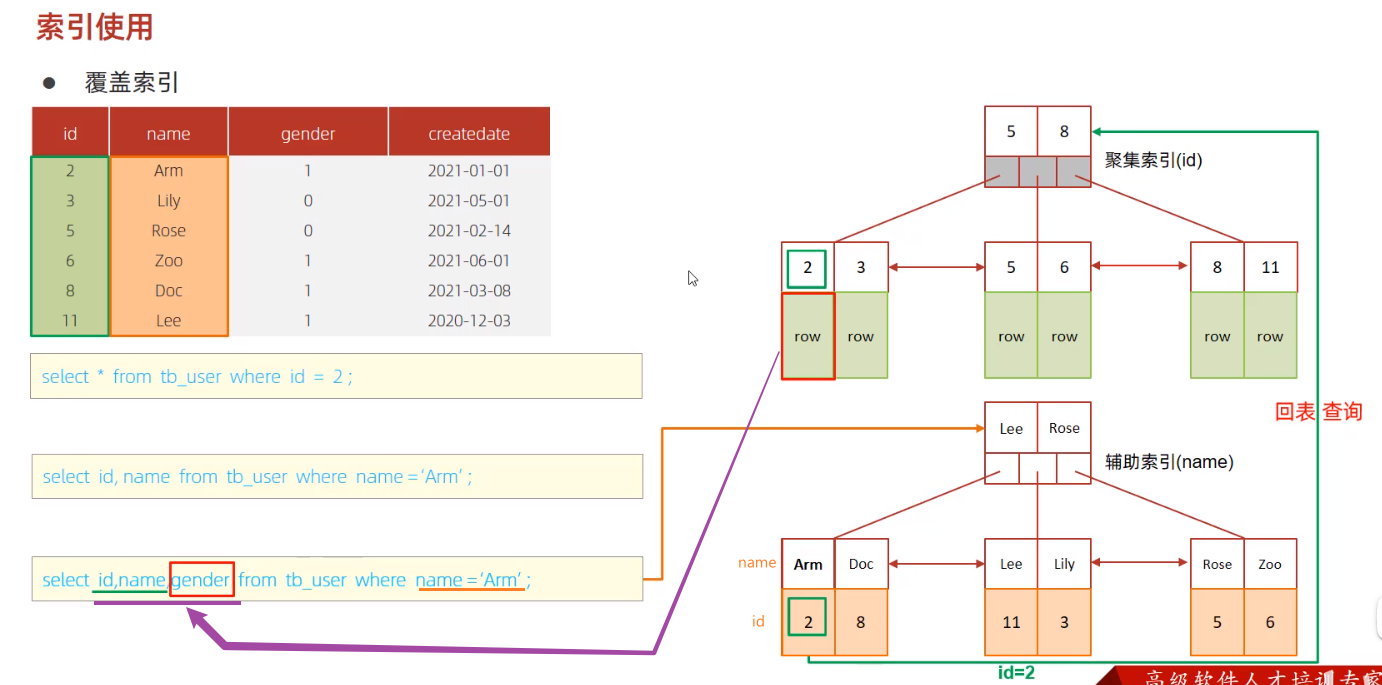 索引使用
● 覆盖索引
id name gender createdate
2 Arm 1 2021-01-01
3 Lily 0 2021-05-01
5 Rose 0 2021-02-14
6 Zoo 1 2021-06-01
8 Doc 1 2021-03-08
11 Lee 1 2020-12-03
select * from tb_user where id = 2 ;
select id, name from tb_user where name = ‘Arm’ ;
select id,name,gender from tb_user where name = ‘Arm’ ;
5 8
聚集索引(id)
2 3 5 6 8 11
row row row row row row
回表 查询
Lee Rose
辅助索引(name)
name Arm Doc Lee Lily Rose Zoo
id 2 8 11 3 5 6
id=2
高级软件人才培训专家